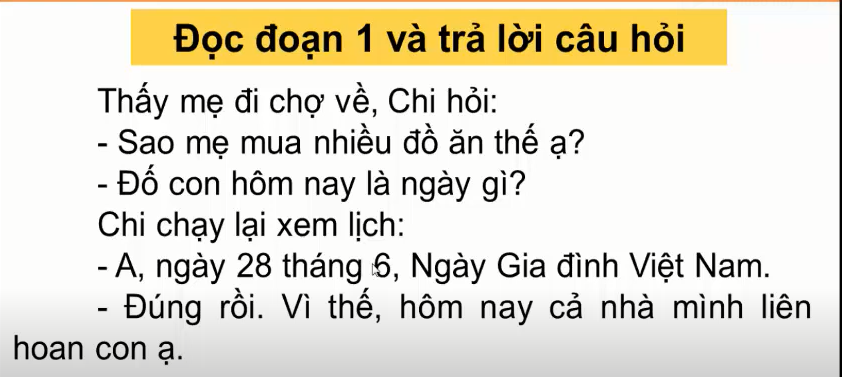 Đọc đoạn 1 và trả lời câu hỏi
Thấy mẹ đi chợ về, Chi hỏi:
- Sao mẹ mua nhiều đồ ăn thế ạ?
- Đố con hôm nay là ngày gì?
Chi chạy lại xem lịch:
- A, ngày 28 tháng 6, Ngày Gia đình Việt Nam.
- Đúng rồi. Vì thế, hôm nay cả nhà mình liên
hoan con ạ.